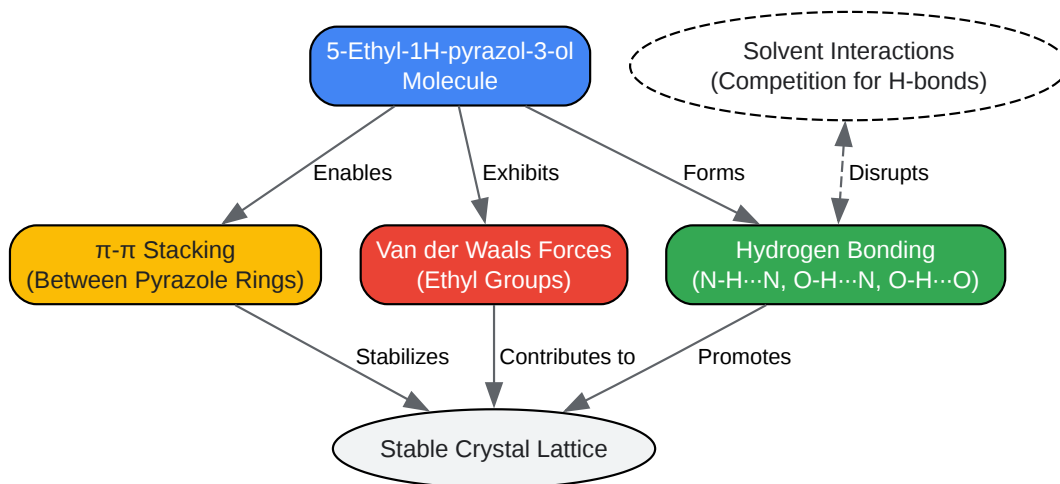 5-Ethyl-1H-pyrazol-3-ol
Molecule
Solvent Interactions
(Competition for H-bonds)
Enables
Exhibits
Forms
Disrupts
π-π Stacking
(Between Pyrazole Rings)
Van der Waals Forces
(Ethyl Groups)
Hydrogen Bonding
(N-H···N, O-H···N, O-H···O)
Stabilizes
Contributes to
Promotes
Stable Crystal Lattice